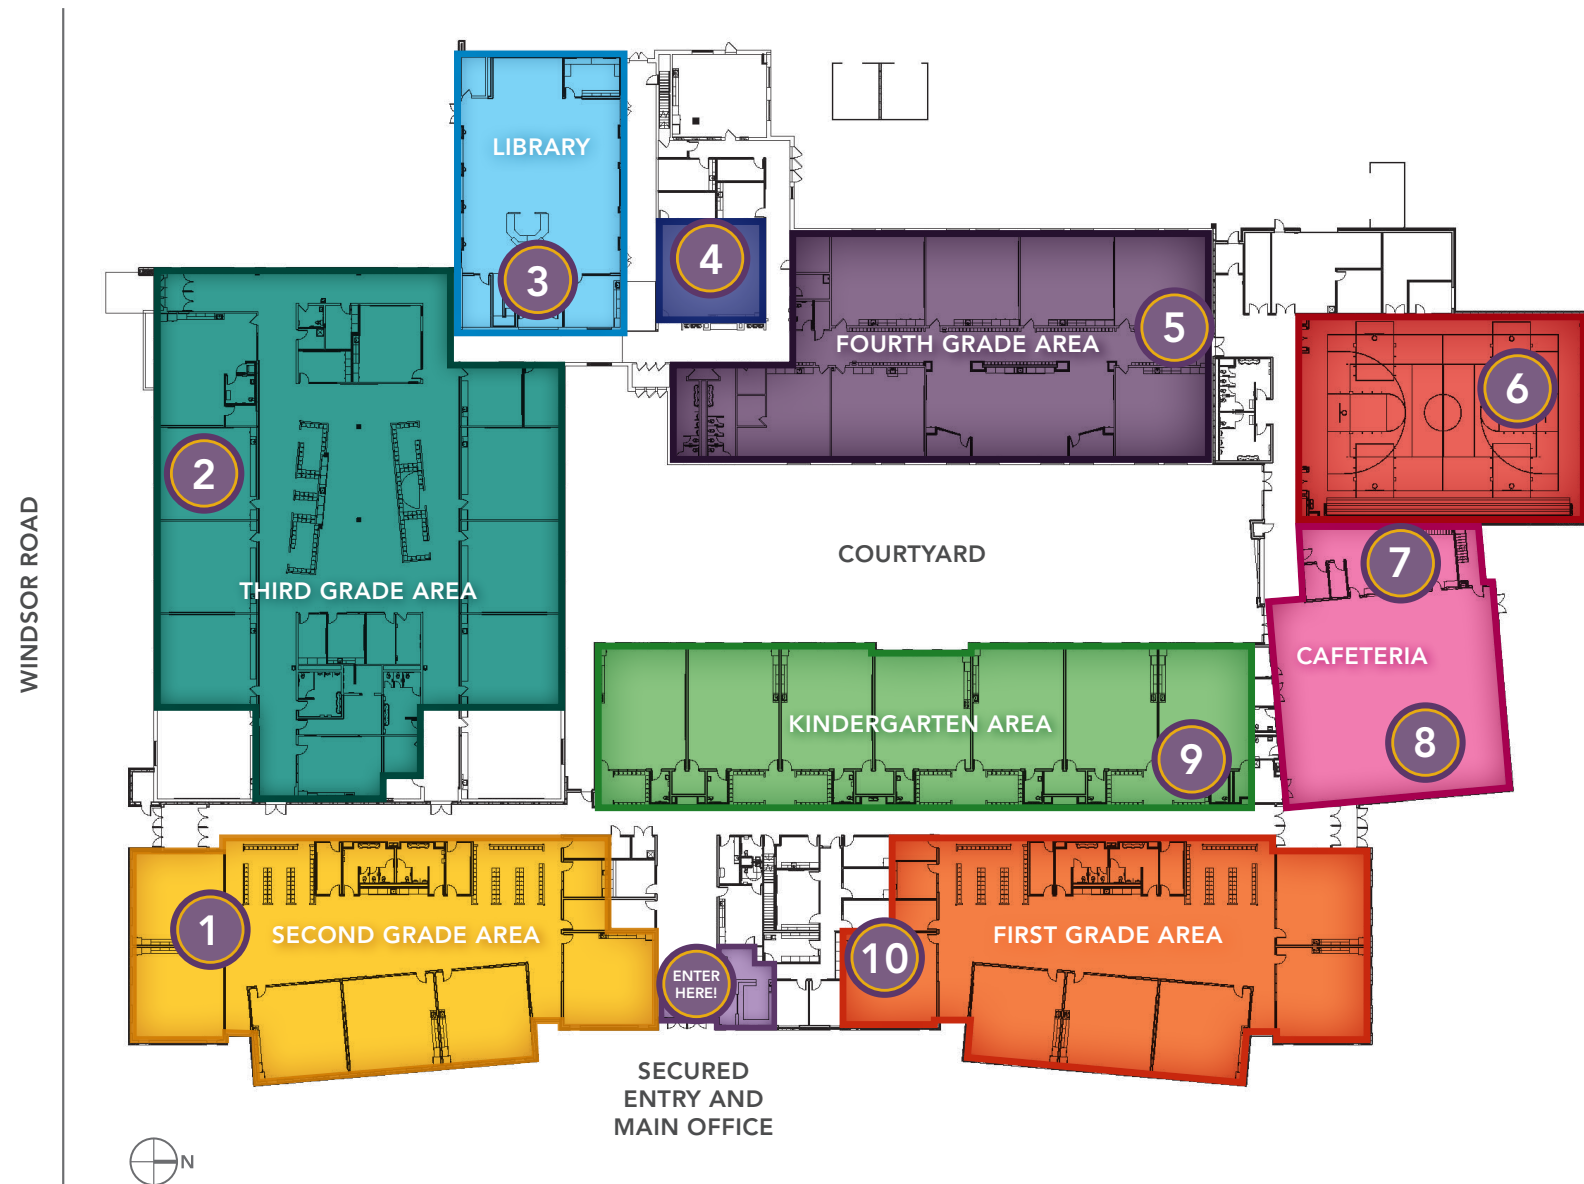 LIBRARY
3
4
FOURTH GRADE AREA
5
6
2
THIRD GRADE AREA
COURTYARD
7
CAFETERIA
8
KINDERGARTEN AREA
9
WINDSOR ROAD
1
SECOND GRADE AREA
ENTER
HERE!
10
FIRST GRADE AREA
SECURED
ENTRY AND
MAIN OFFICE
N